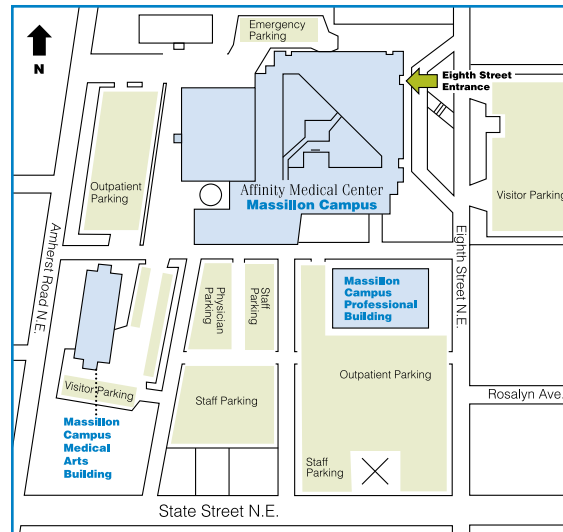 Emergency
Parking
N
Eighth Street
Entrance
Outpatient
Parking
Affinity Medical Center
Massillon Campus
Visitor Parking
Amherst Road N.E.
Eighth Street N.E.
Physician
Parking
Staff
Parking
Massillon
Campus
Professional
Building
Outpatient Parking
Visitor Parking
Staff Parking
Rosalyn Ave.
Massillon
Campus
Medical
Arts
Building
Staff
Parking
State Street N.E.